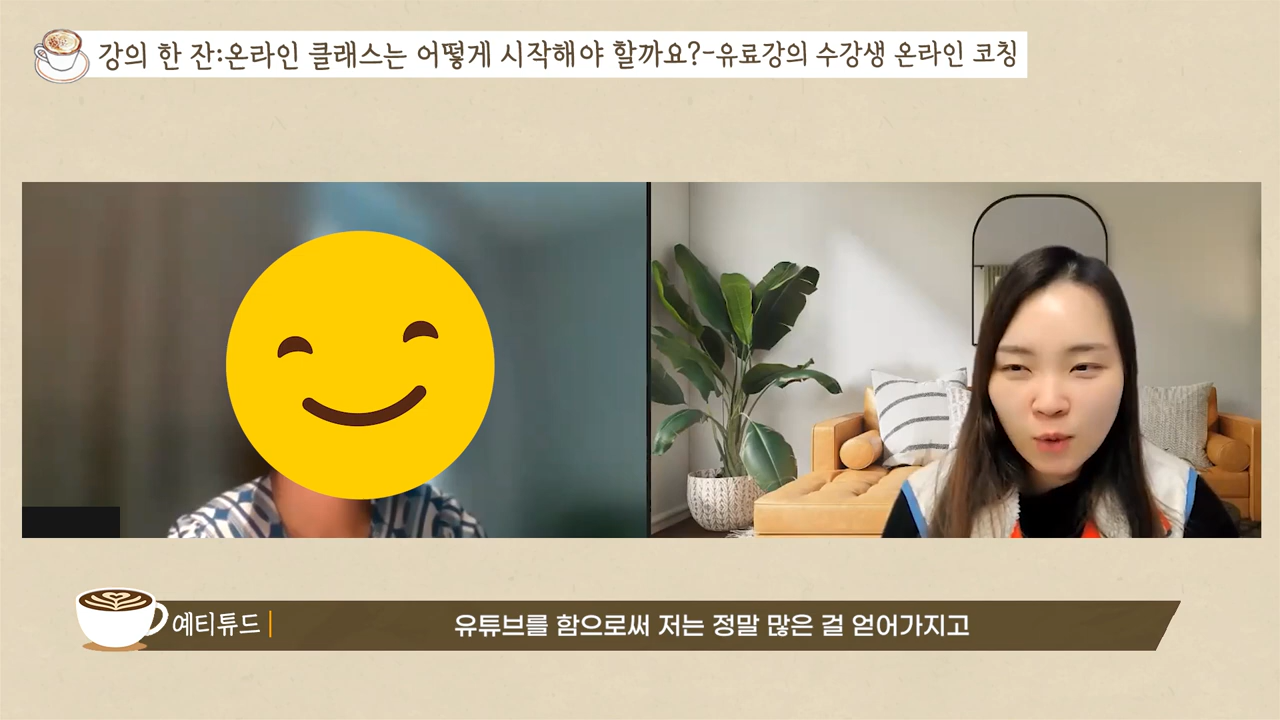 강의 한 잔:온라인 클래스는 어떻게 시작해야 할까요?-유료강의 수강생 온라인 코칭
예티튜드
유튜브를 함으로써 저는 정말 많은 걸 얻어가지고